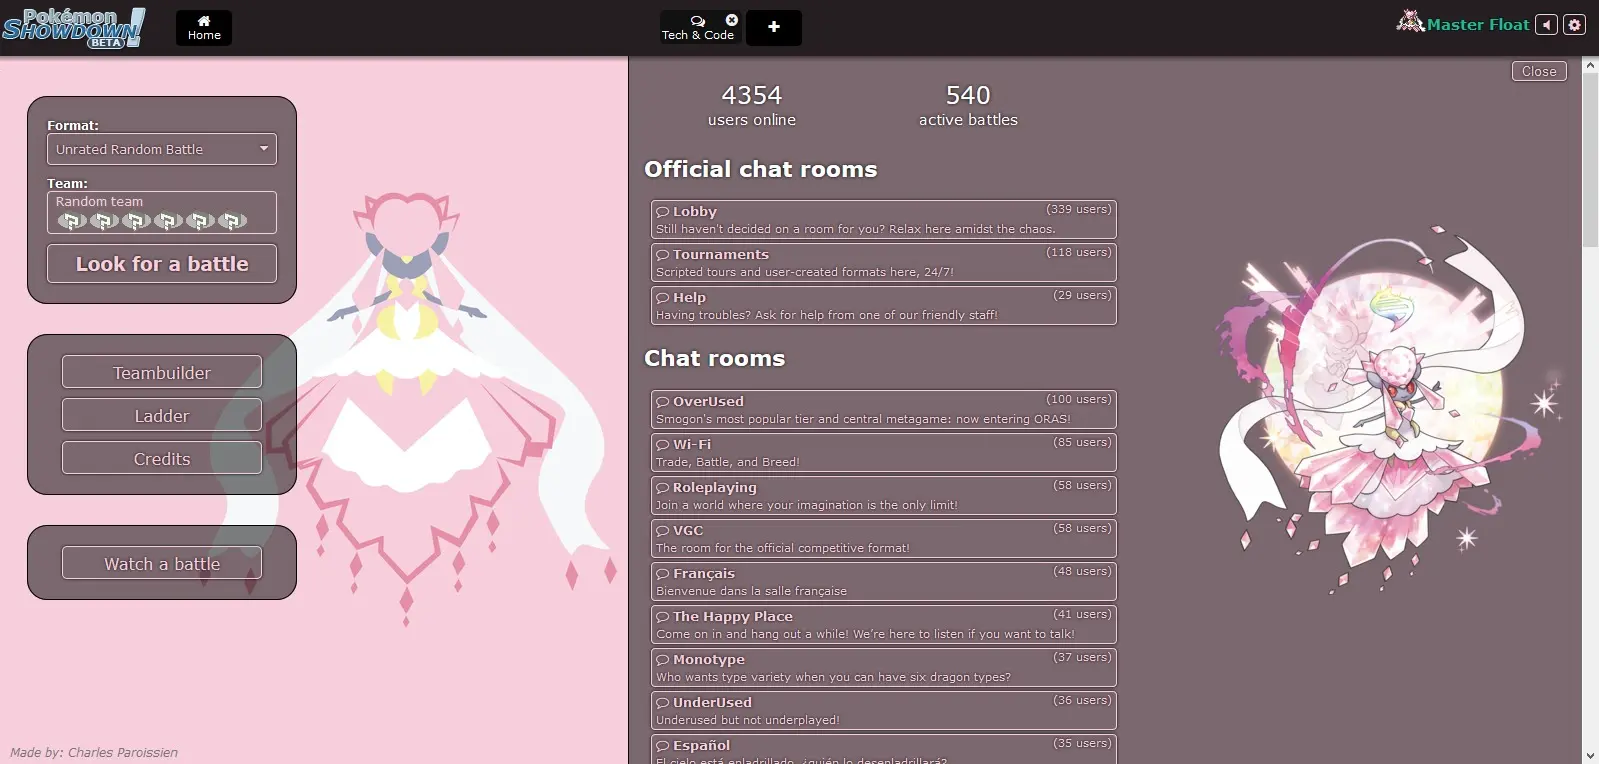 Pokémon
SHOWDOWN!
BETA
Home
Tech & Code
Master Float
Format:
Unrated Random Battle
Team:
Random team
Look for a battle
Teambuilder
Ladder
Credits
Watch a battle
Made by: Charles Paroissien
Close
4354
users online
540
active battles
Official chat rooms
Lobby (339 users)
Still haven't decided on a room for you? Relax here amidst the chaos.
Tournaments (118 users)
Scripted tours and user-created formats here, 24/7!
Help (29 users)
Having troubles? Ask for help from one of our friendly staff!
Chat rooms
OverUsed (100 users)
Smogon's most popular tier and central metagame: now entering ORAS!
Wi-Fi (85 users)
Trade, Battle, and Breed!
Roleplaying (58 users)
Join a world where your imagination is the only limit!
VGC (58 users)
The room for the official competitive format!
Français (48 users)
Bienvenue dans la salle française
The Happy Place (41 users)
Come on in and hang out a while! We're here to listen if you want to talk!
Monotype (37 users)
Who wants type variety when you can have six dragon types?
UnderUsed (36 users)
Underused but not underplayed!
Español (35 users)
El cielo está enladrillado, ¿quién lo desenladrillará?